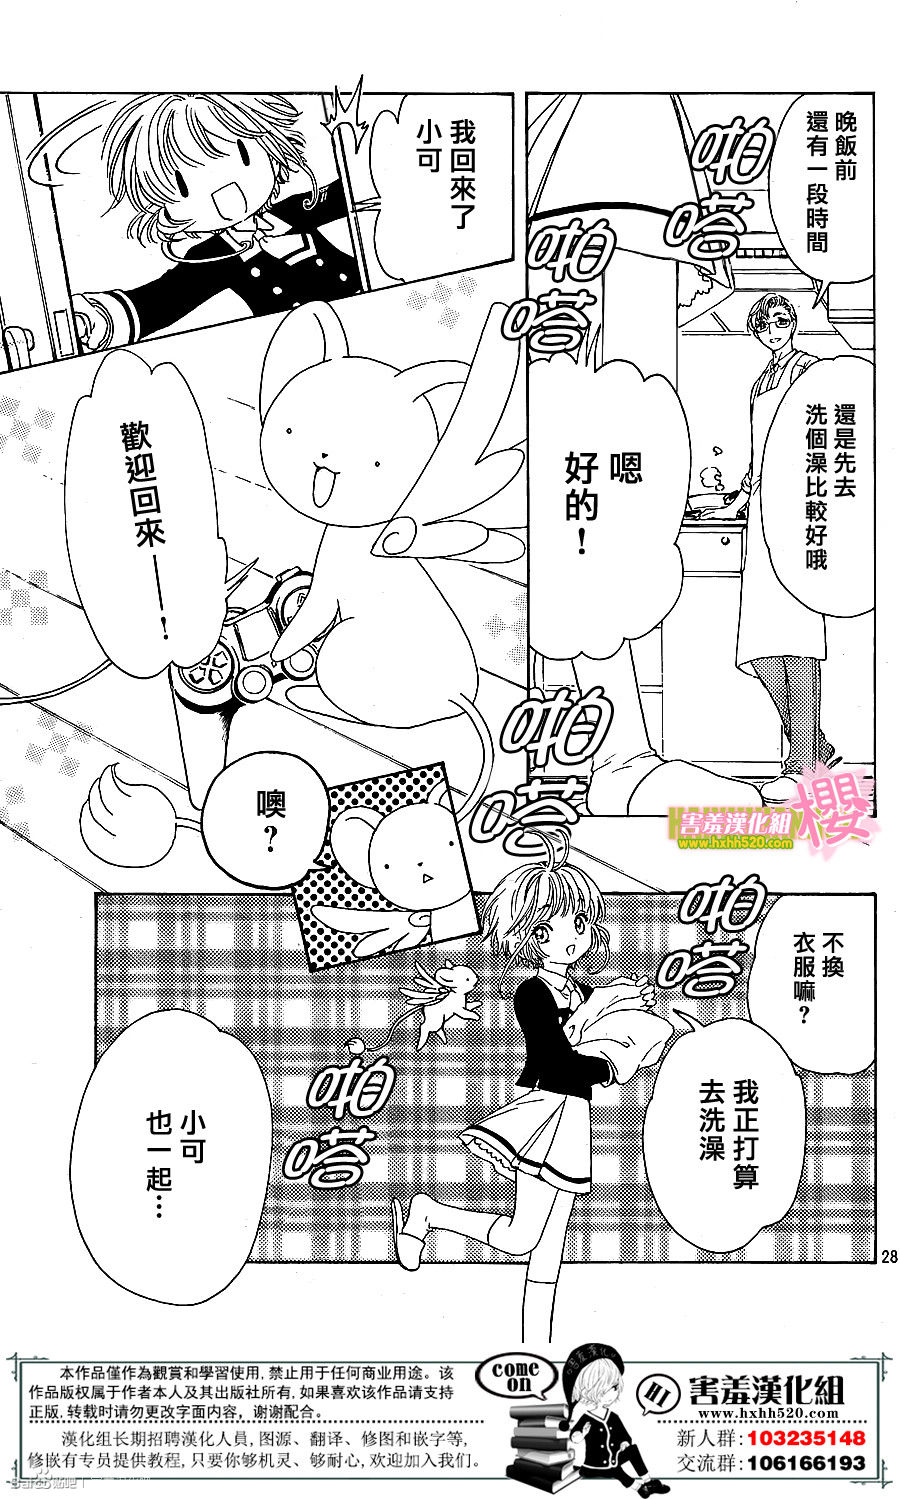 晚飯前
還有一段時間
還是先去
洗個澡比較好哦
啪嗒
啪嗒
嗯
好的！
啪嗒
我回來了
小可
歡迎回來——！
噢？
害羞漢化組
www.hxhh520.com
櫻
不換
衣服嘛？
啪嗒
我正打算
去洗澡
啪嗒
小可
也一起…
28
本作品僅作為觀賞和學習使用, 禁止用于任何商业用途。该
作品版权属于作者本人及其出版社所有, 如果喜欢该作品请支持
正版, 转载时请勿更改字面内容，谢谢配合。
漢化組长期招聘漢化人員, 图源、翻译、修图和嵌字等,
修嵌有专员提供教程, 只要你够机灵、够耐心, 欢迎加入我们。
come on
害羞漢化
HI
害羞漢化組
www.hxhh520.com
新人群: 103235148
交流群: 106166193